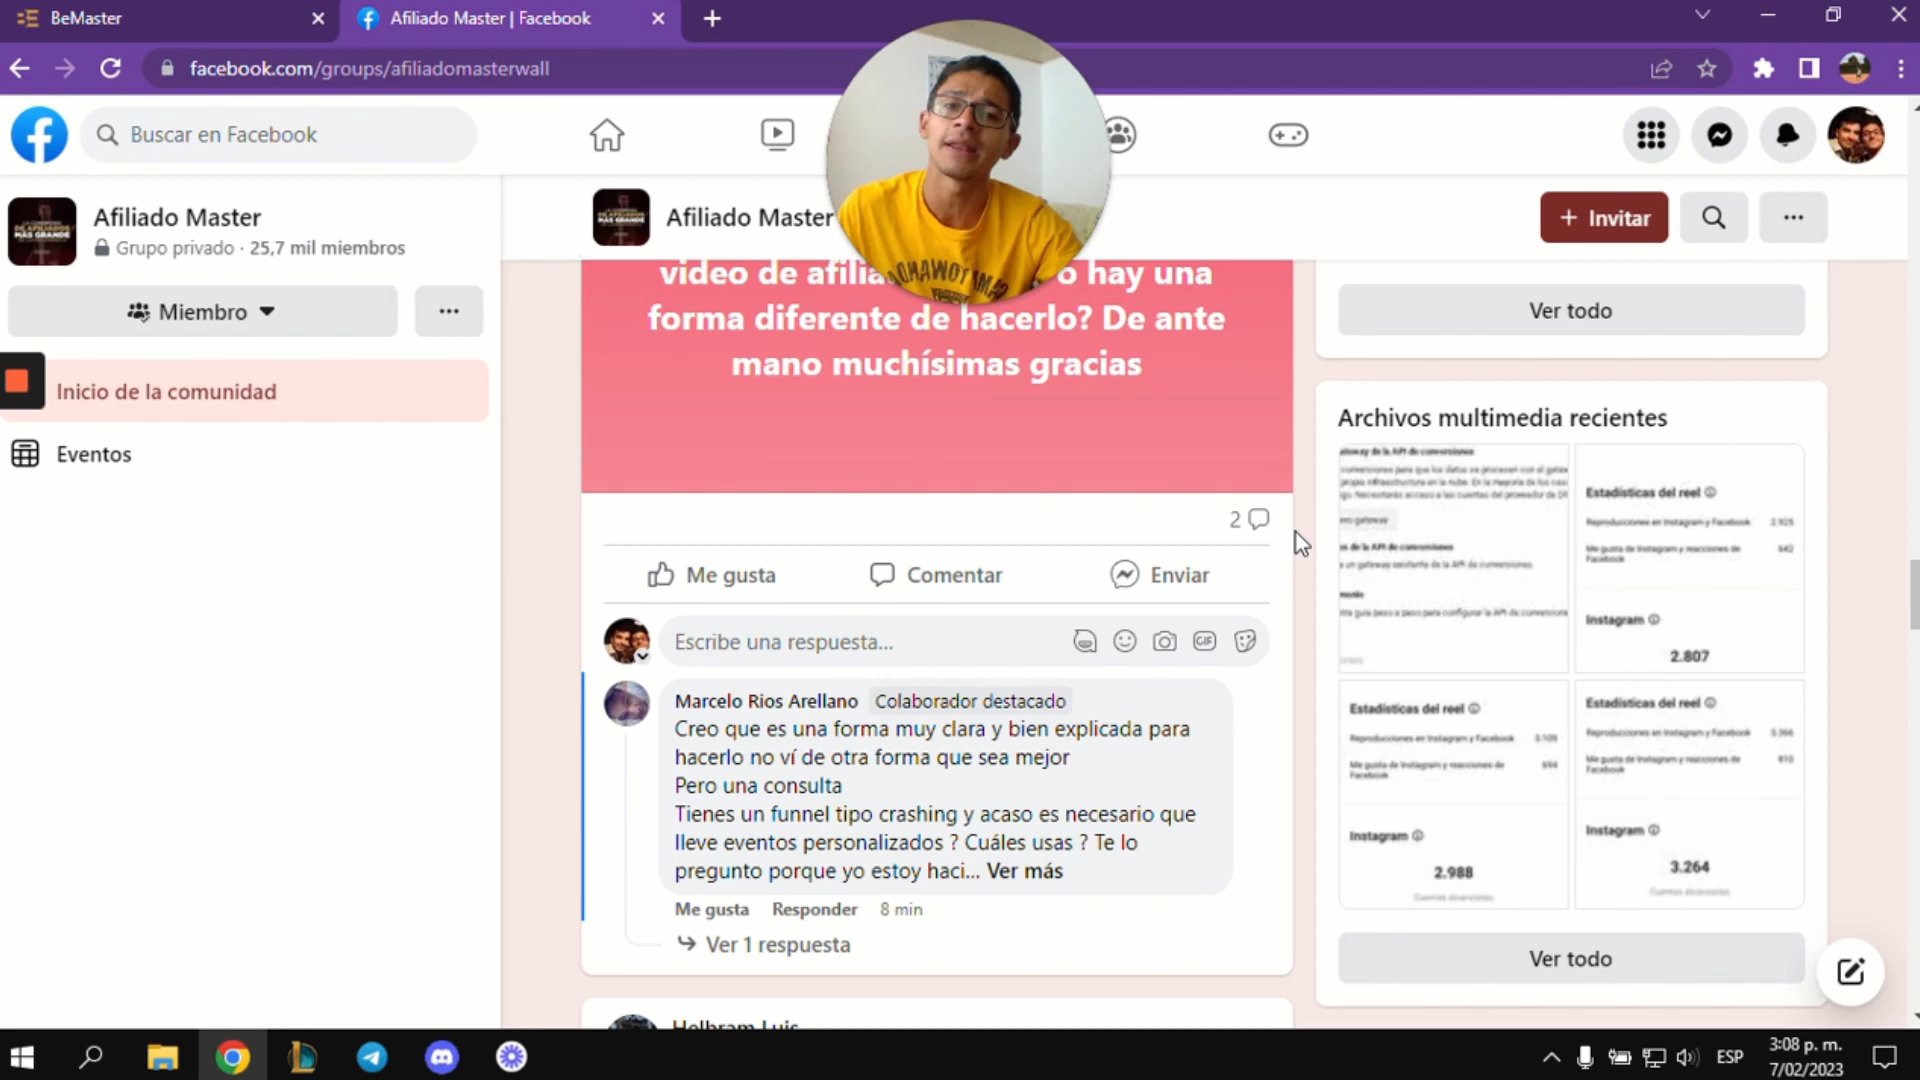 BeMaster
Afiliado Master | Facebook
facebook.com/groups/afiliadomasterwall
Buscar en Facebook
Afiliado Master
Grupo privado · 25,7 mil miembros
Miembro
Inicio de la comunidad
Eventos
Afiliado Master
Invitar
video de afilia o hay una
forma diferente de hacerlo? De ante
mano muchísimas gracias
2
Me gusta
Comentar
Enviar
Escribe una respuesta...
GIF
Marcelo Rios Arellano Colaborador destacado
Creo que es una forma muy clara y bien explicada para
hacerlo no ví de otra forma que sea mejor
Pero una consulta
Tienes un funnel tipo crashing y acaso es necesario que
lleve eventos personalizados ? Cuáles usas ? Te lo
pregunto porque yo estoy haci... Ver más
Me gusta Responder 8 min
Ver 1 respuesta
Helbram Luis
Ver todo
Archivos multimedia recientes
Estadísticas del reel
Reproducciones en Instagram y Facebook 2.925
Me gusta de Instagram y reacciones de
Facebook
Instagram
2.807
Estadísticas del reel
Reproducciones en Instagram y Facebook
Me gusta de Instagram y reacciones de
Facebook
Instagram
2.988
Cuentas alcanzadas
Estadísticas del reel
Reproducciones en Instagram y Facebook
Me gusta de Instagram y reacciones de
Facebook
Instagram
3.264
Cuentas alcanzadas
Ver todo
ESP
3:08 p. m.
7/02/2023